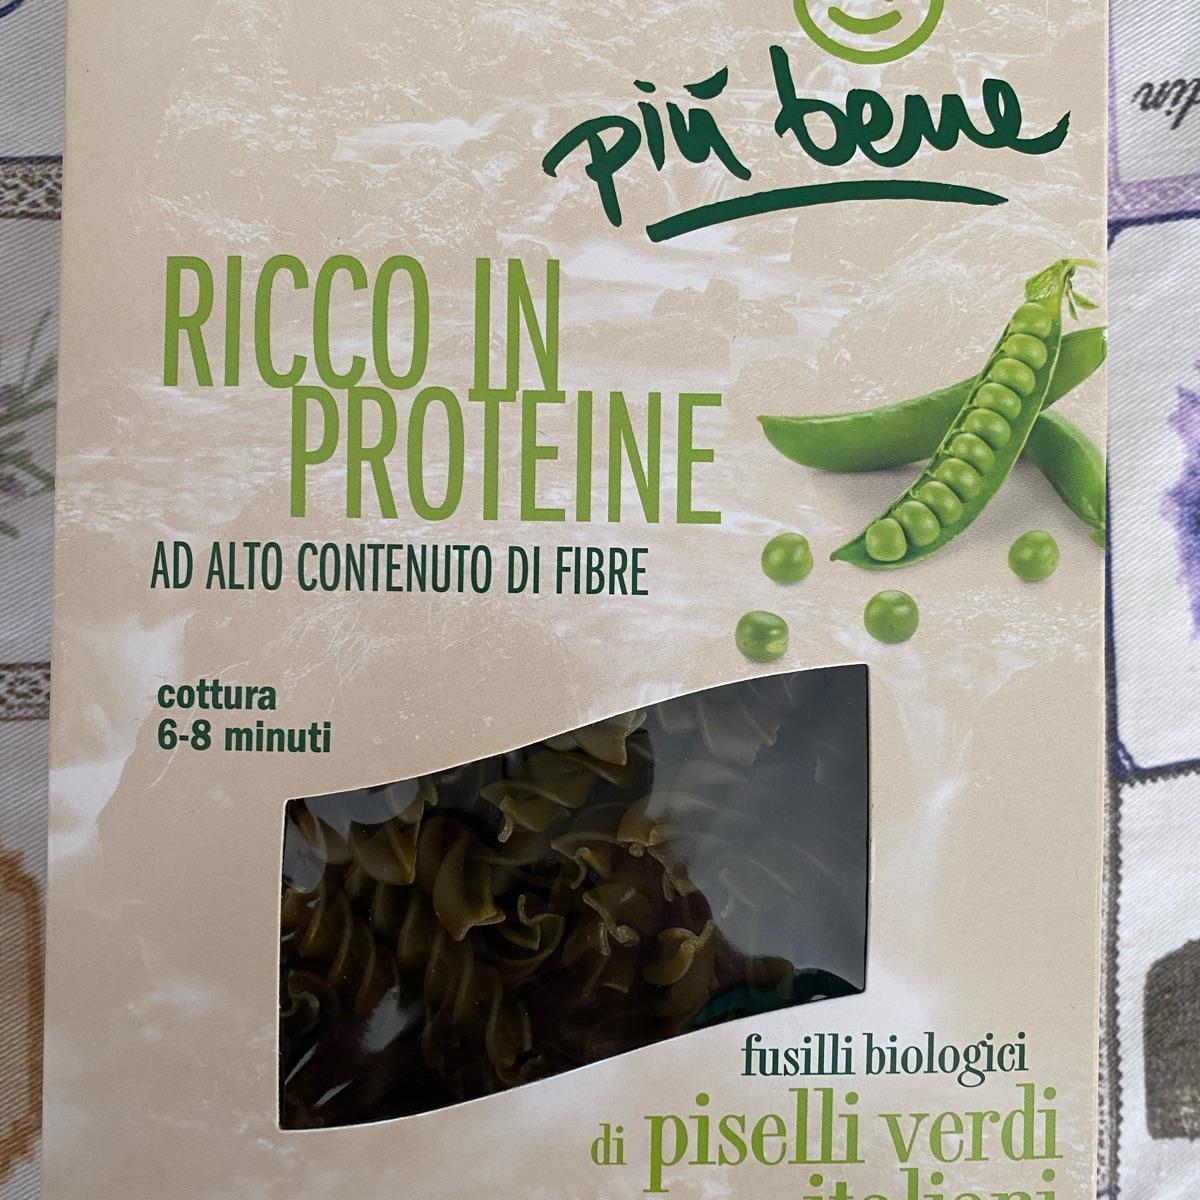 più bene
RICCO IN
PROTEINE
AD ALTO CONTENUTO DI FIBRE
cottura
6-8 minuti
fusilli biologici
di piselli verdi
italiani